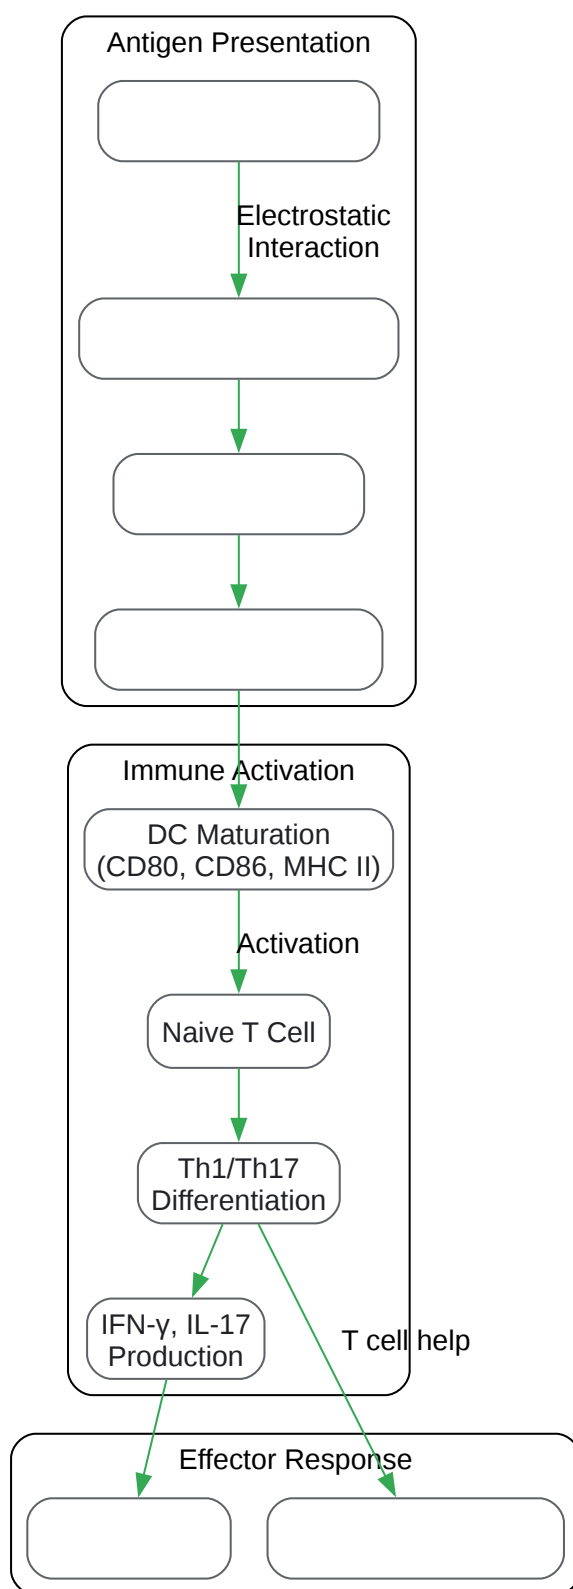 Antigen Presentation
Electrostatic
Interaction
Immune Activation
DC Maturation
(CD80, CD86, MHC II)
Activation
Naive T Cell
Th1/Th17
Differentiation
IFN-γ, IL-17
Production
T cell help
Effector Response